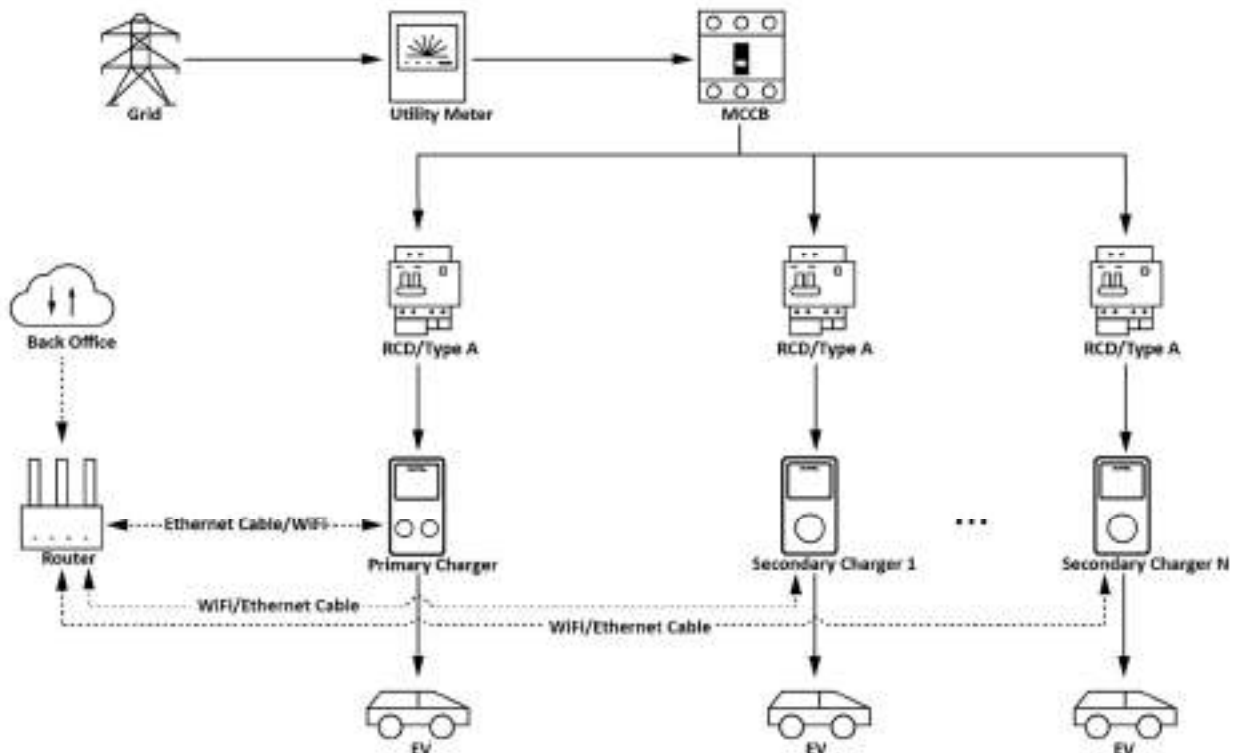 Grid
Utility Meter
MCCB
RCD/Type A
RCD/Type A
RCD/Type A
Back Office
Router
Ethernet Cable/WiFi
Primary Charger
Secondary Charger 1
...
Secondary Charger N
WiFi/Ethernet Cable
WiFi/Ethernet Cable
EV
EV
EV